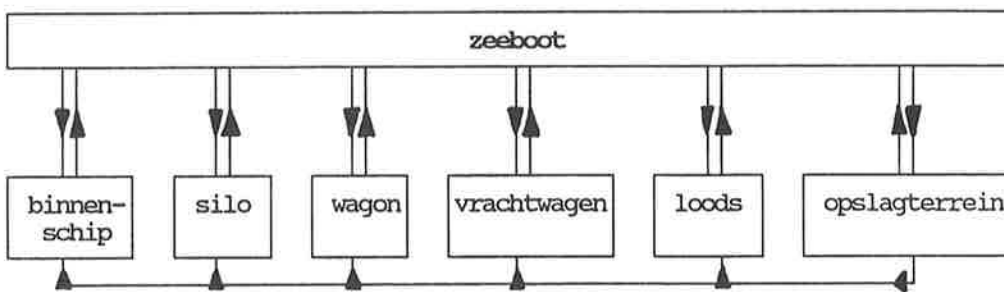 zeeboot
binnen-
schip
silo
wagon
vrachtwagen
loods
opslagterrein